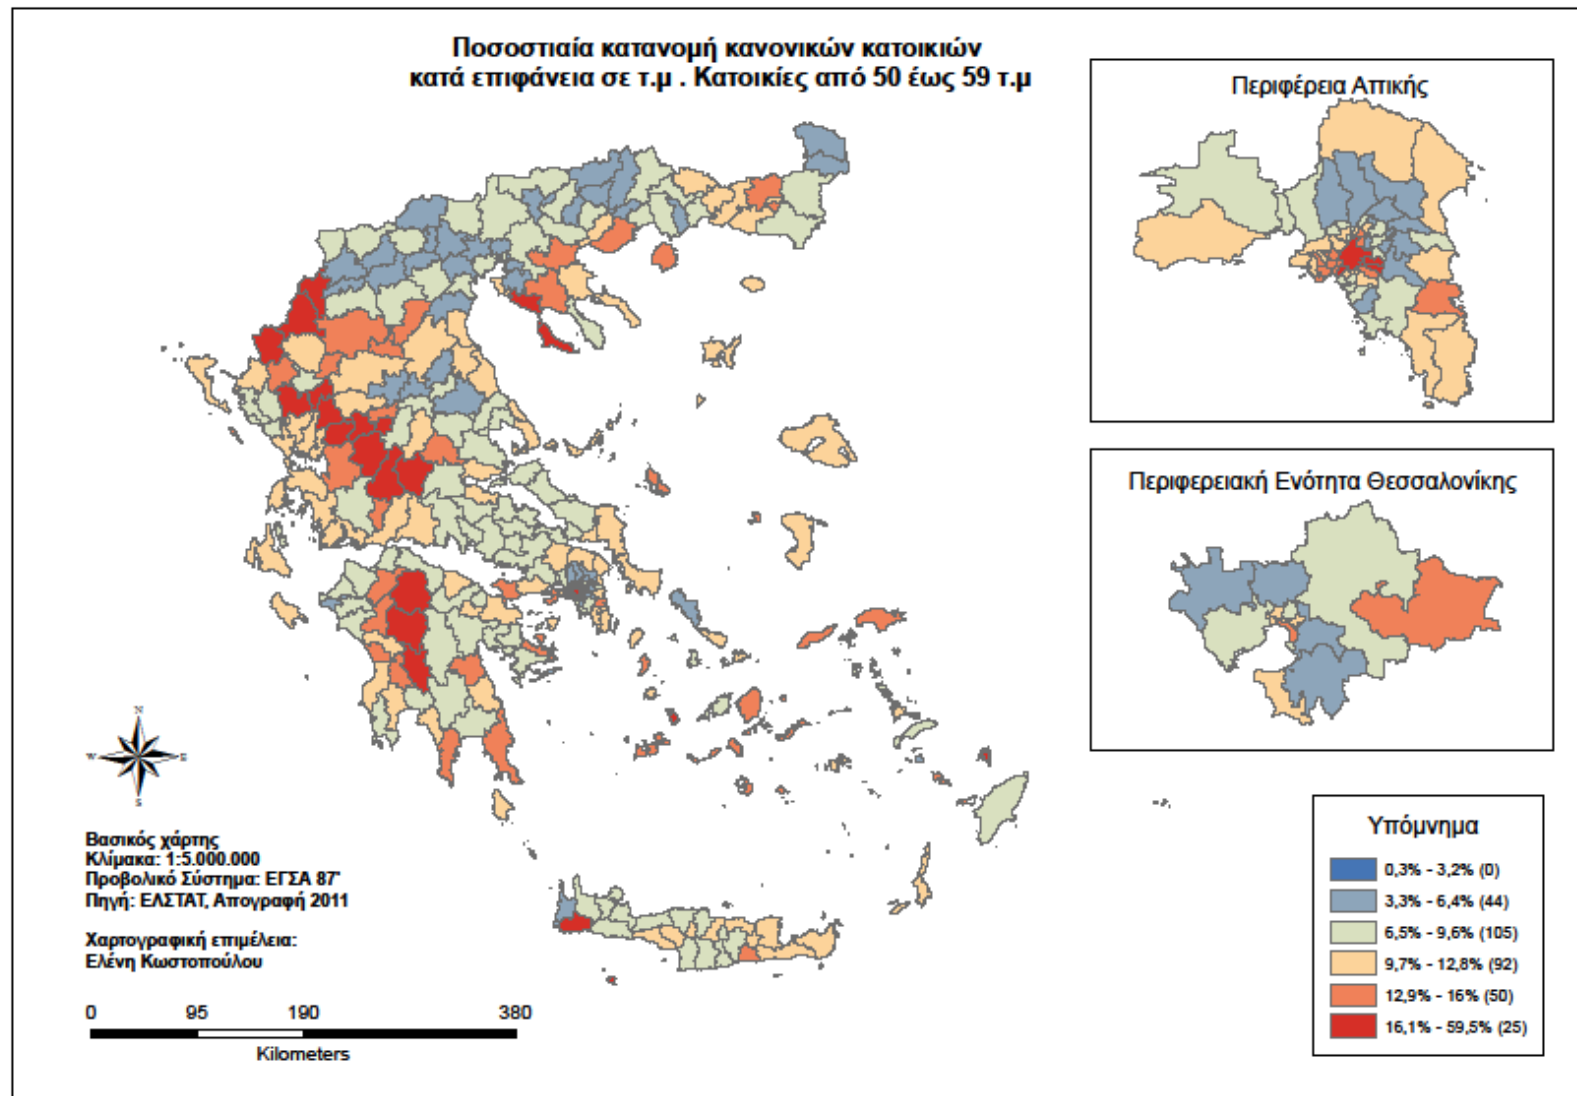 Ποσοστιαία κατανομή κανονικών κατοικιών
κατά επιφάνεια σε τ.μ . Κατοικίες από 50 έως 59 τ.μ
Περιφέρεια Αττικής
Περιφερειακή Ενότητα Θεσσαλονίκης
N
W
E
S
Βασικός χάρτης
Κλίμακα: 1:5.000.000
Προβολικό Σύστημα: ΕΓΣΑ 87'
Πηγή: ΕΛΣΤΑΤ, Απογραφή 2011
Χαρτογραφική επιμέλεια:
Ελένη Κωστοπούλου
0 95 190 380
Kilometers
Υπόμνημα
0,3% - 3,2% (0)
3,3% - 6,4% (44)
6,5% - 9,6% (105)
9,7% - 12,8% (92)
12,9% - 16% (50)
16,1% - 59,5% (25)